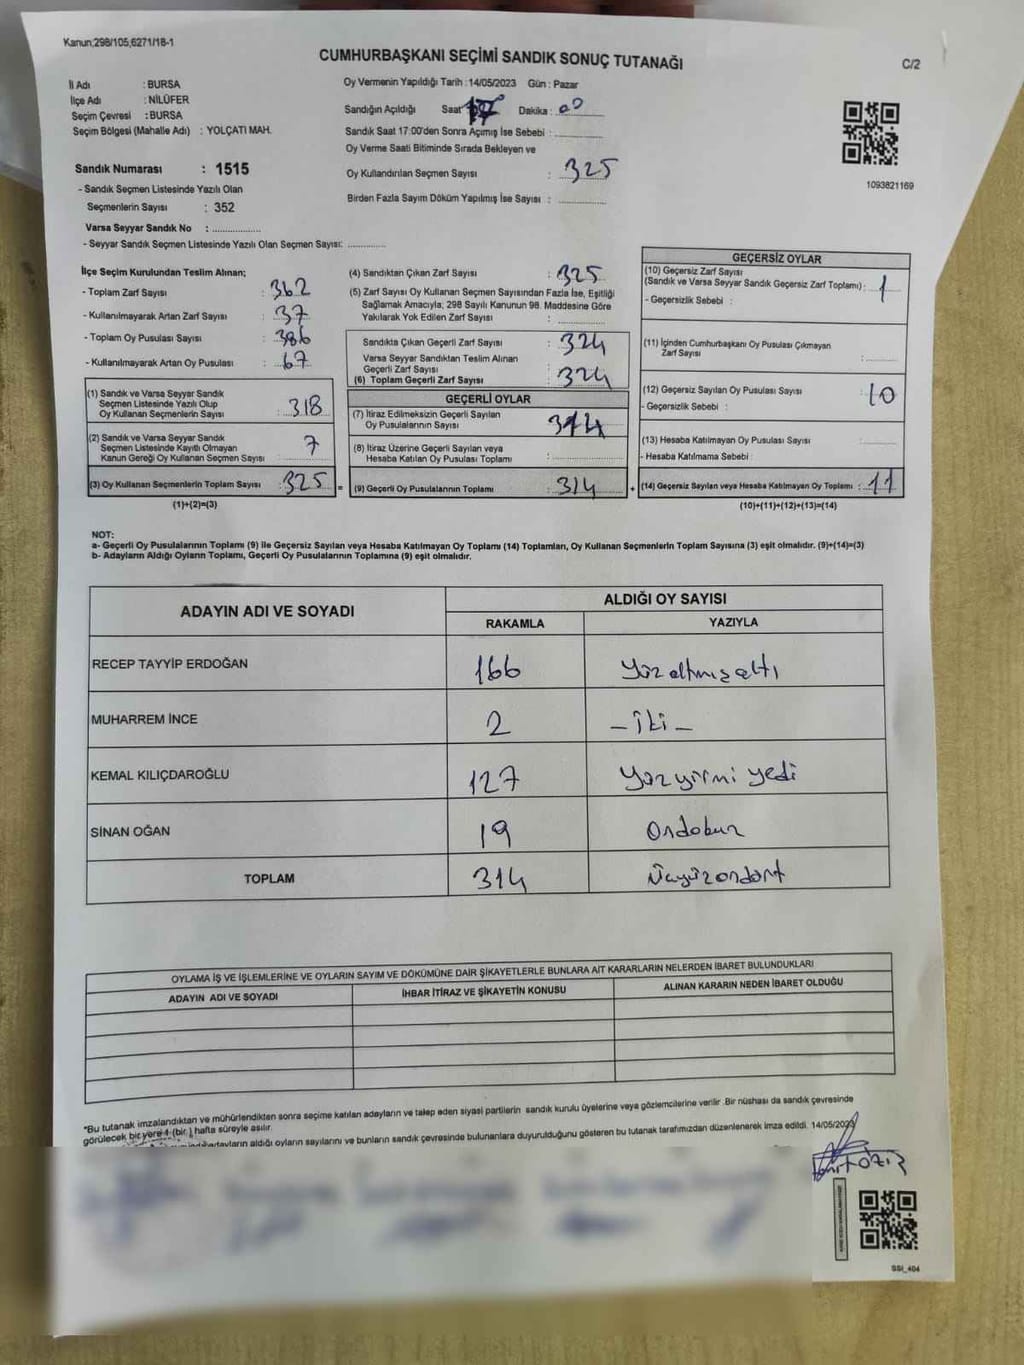 Kanun;298/105,6271/18-1
CUMHURBAŞKANI SEÇİMİ SANDIK SONUÇ TUTANAĞI
C/2
İl Adı : BURSA
İlçe Adı : NİLÜFER
Seçim Çevresi : BURSA
Seçim Bölgesi (Mahalle Adı) : YOLÇATI MAH.
Oy Vermenin Yapıldığı Tarih : 14/05/2023 Gün : Pazar
Sandığın Açıldığı Saat 17 Dakika : 00
Sandık Saat 17:00'den Sonra Açılmış İse Sebebi :
Oy Verme Saati Bitiminde Sırada Bekleyen ve
Oy Kullandırılan Seçmen Sayısı : 325
Birden Fazla Sayım Döküm Yapılmış İse Sayısı :
1093821169
Sandık Numarası : 1515
- Sandık Seçmen Listesinde Yazılı Olan
Seçmenlerin Sayısı : 352
Varsa Seyyar Sandık No :
- Seyyar Sandık Seçmen Listesinde Yazılı Olan Seçmen Sayısı:
İlçe Seçim Kurulundan Teslim Alınan;
- Toplam Zarf Sayısı : 362
- Kullanılmayarak Artan Zarf Sayısı : 37
- Toplam Oy Pusulası Sayısı : 386
- Kullanılmayarak Artan Oy Pusulası : 67
(1) Sandık ve Varsa Seyyar Sandık
Seçmen Listesinde Yazılı Olup
Oy Kullanan Seçmenlerin Sayısı : 318
(2) Sandık ve Varsa Seyyar Sandık
Seçmen Listesinde Kayıtlı Olmayan
Kanun Gereği Oy Kullanan Seçmen Sayısı 7
(3) Oy Kullanan Seçmenlerin Toplam Sayısı : 325
(1)+(2)=(3)
(4) Sandıktan Çıkan Zarf Sayısı : 325
(5) Zarf Sayısı Oy Kullanan Seçmen Sayısından Fazla İse, Eşitliği
Sağlamak Amacıyla; 298 Sayılı Kanunun 98. Maddesine Göre
Yakılarak Yok Edilen Zarf Sayısı :
Sandıkta Çıkan Geçerli Zarf Sayısı : 324
Varsa Seyyar Sandıktan Teslim Alınan
Geçerli Zarf Sayısı :
(6) Toplam Geçerli Zarf Sayısı : 324
GEÇERLİ OYLAR
(7) İtiraz Edilmeksizin Geçerli Sayılan
Oy Pusulalarının Sayısı : 314
(8) İtiraz Üzerine Geçerli Sayılan veya
Hesaba Katılan Oy Pusulası Toplamı :
= (9) Geçerli Oy Pusulalarının Toplamı : 314
GEÇERSİZ OYLAR
(10) Geçersiz Zarf Sayısı
(Sandık ve Varsa Seyyar Sandık Geçersiz Zarf Toplamı) : 1
- Geçersizlik Sebebi :
(11) İçinden Cumhurbaşkanı Oy Pusulası Çıkmayan
Zarf Sayısı :
(12) Geçersiz Sayılan Oy Pusulası Sayısı : 10
- Geçersizlik Sebebi :
(13) Hesaba Katılmayan Oy Pusulası Sayısı :
- Hesaba Katılmama Sebebi :
+ (14) Geçersiz Sayılan veya Hesaba Katılmayan Oy Toplamı : 11
(10)+(11)+(12)+(13)=(14)
NOT:
a- Geçerli Oy Pusulalarının Toplamı (9) ile Geçersiz Sayılan veya Hesaba Katılmayan Oy Toplamı (14) Toplamları, Oy Kullanan Seçmenlerin Toplam Sayısına (3) eşit olmalıdır. (9)+(14)=(3)
b- Adayların Aldığı Oyların Toplamı, Geçerli Oy Pusulalarının Toplamına (9) eşit olmalıdır.
ADAYIN ADI VE SOYADI
ALDIĞI OY SAYISI
RAKAMLA YAZIYLA
RECEP TAYYİP ERDOĞAN 166 Yüz altmış altı
MUHARREM İNCE 2 - İki -
KEMAL KILIÇDAROĞLU 127 Yüz yirmi yedi
SİNAN OĞAN 19 Ondokuz
TOPLAM 314 Üçyüzondört
OYLAMA İŞ VE İŞLEMLERİNE VE OYLARIN SAYIM VE DÖKÜMÜNE DAİR ŞİKAYETLERLE BUNLARA AİT KARARLARIN NELERDEN İBARET BULUNDUKLARI
ADAYIN ADI VE SOYADI İHBAR İTİRAZ VE ŞİKAYETİN KONUSU ALINAN KARARIN NEDEN İBARET OLDUĞU
*Bu tutanak imzalandıktan ve mühürlendikten sonra seçime katılan adayların ve talep eden siyasi partilerin sandık kurulu üyelerine veya gözlemcilerine verilir .Bir nüshası da sandık çevresinde
görülecek bir yere 1 (bir ) hafta süreyle asılır.
adayların aldığı oyların sayılarını ve bunların sandık çevresinde bulunanlara duyurulduğunu gösteren bu tutanak tarafımızdan düzenlenerek imza edildi. 14/05/2023
SSI_404